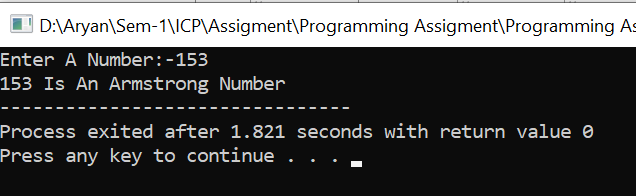 D:\Aryan\Sem-1\ICP\Assigment\Programming Assigment\Programming As
Enter A Number:-153
153 Is An Armstrong Number
--------------------------------
Process exited after 1.821 seconds with return value 0
Press any key to continue . . .